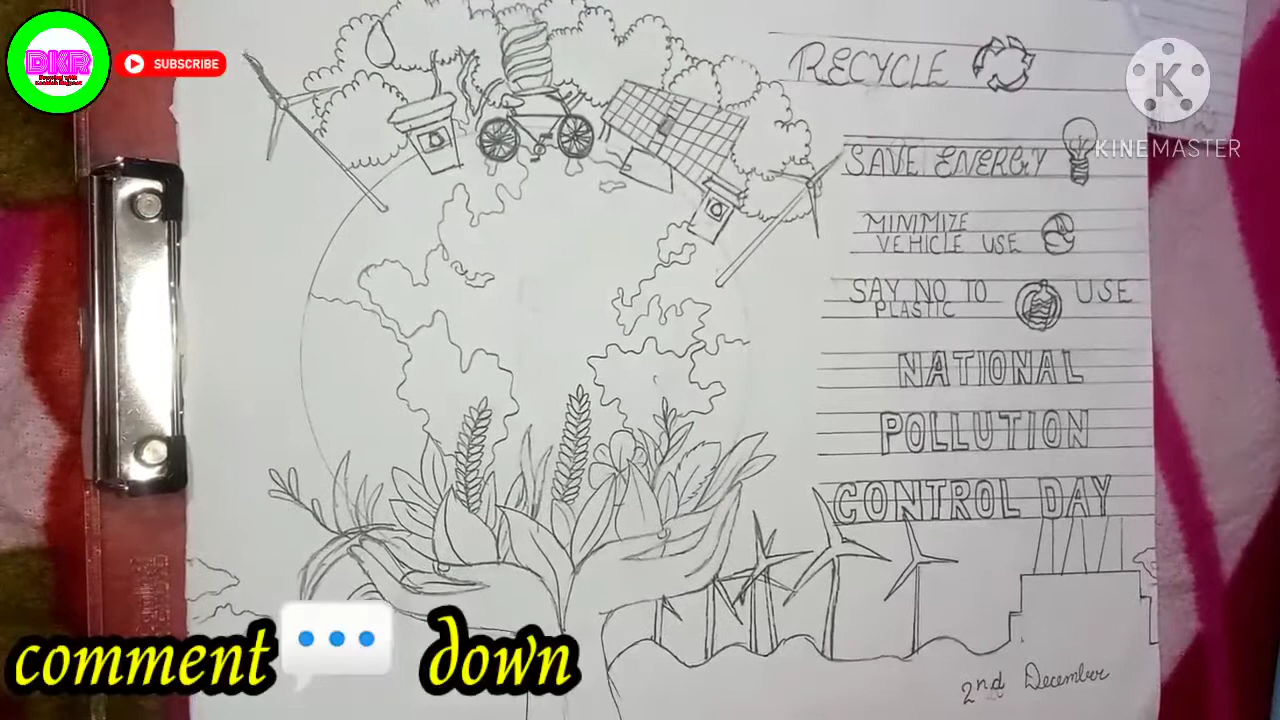 DKR
SUBSCRIBE
K
KINEMASTER
RECYCLE
SAVE ENERGY
MINIMIZE
VEHICLE USE
SAY NO TO USE
PLASTIC
NATIONAL
POLLUTION
CONTROL DAY
2nd December
comment down